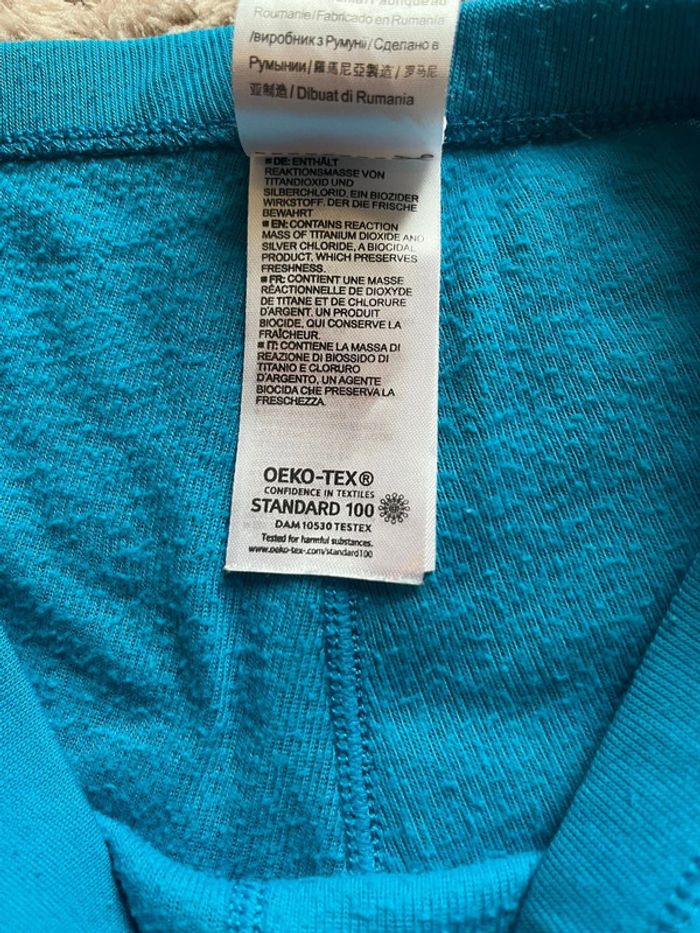 Roumanie/Fabricado en Rumania
/виробник з Румунії/Сделано в
Румынии/羅馬尼亞製造/罗马尼
亚制造/Dibuat di Rumania
■ DE: ENTHÄLT
REAKTIONSMASSE VON
TITANDIOXID UND
SILBERCHLORID, EIN BIOZIDER
WIRKSTOFF, DER DIE FRISCHE
BEWAHRT
■ EN: CONTAINS REACTION
MASS OF TITANIUM DIOXIDE AND
SILVER CHLORIDE, A BIOCIDAL
PRODUCT, WHICH PRESERVES
FRESHNESS.
■ FR: CONTIENT UNE MASSE
RÉACTIONNELLE DE DIOXYDE
DE TITANE ET DE CHLORURE
D'ARGENT, UN PRODUIT
BIOCIDE, QUI CONSERVE LA
FRAÎCHEUR.
■ IT: CONTIENE LA MASSA DI
REAZIONE DI BIOSSIDO DI
TITANIO E CLORURO
D'ARGENTO, UN AGENTE
BIOCIDA CHE PRESERVA LA
FRESCHEZZA
OEKO-TEX®
CONFIDENCE IN TEXTILES
STANDARD 100
DAM 10530 TESTEX
Tested for harmful substances.
www.oeko-tex-.com/standard100